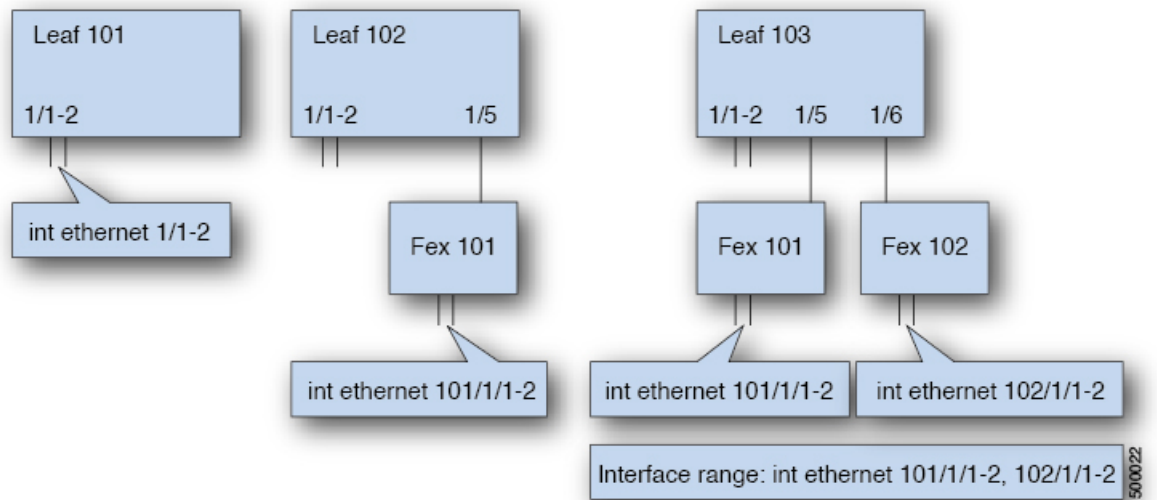 Leaf 101
1/1-2
int ethernet 1/1-2
Leaf 102
1/1-2 1/5
Fex 101
int ethernet 101/1/1-2
Leaf 103
1/1-2 1/5 1/6
Fex 101
Fex 102
int ethernet 101/1/1-2
int ethernet 102/1/1-2
Interface range: int ethernet 101/1/1-2, 102/1/1-2
500022